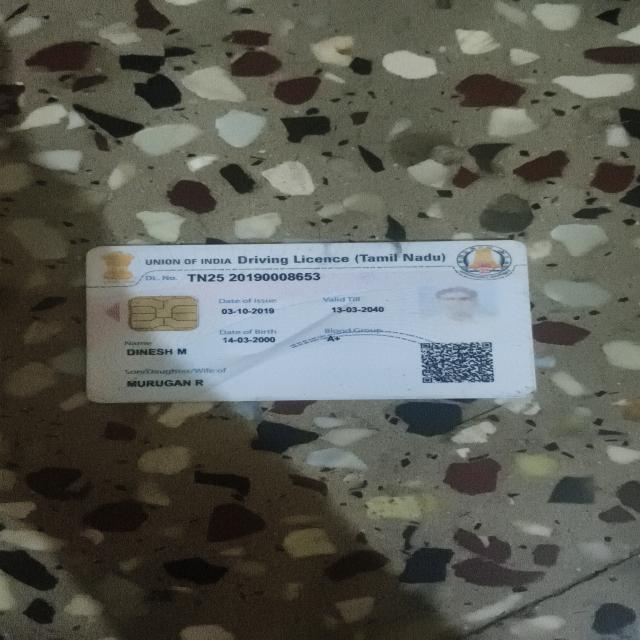 UNION OF INDIA Driving Licence (Tamil Nadu)
DL. No. TN25 20190008653
Date of Issue Valid Till
03-10-2019 13-03-2040
Date of Birth Blood Group
14-03-2000 A+
Name
DINESH M
Son/Daughter/Wife of
MURUGAN R